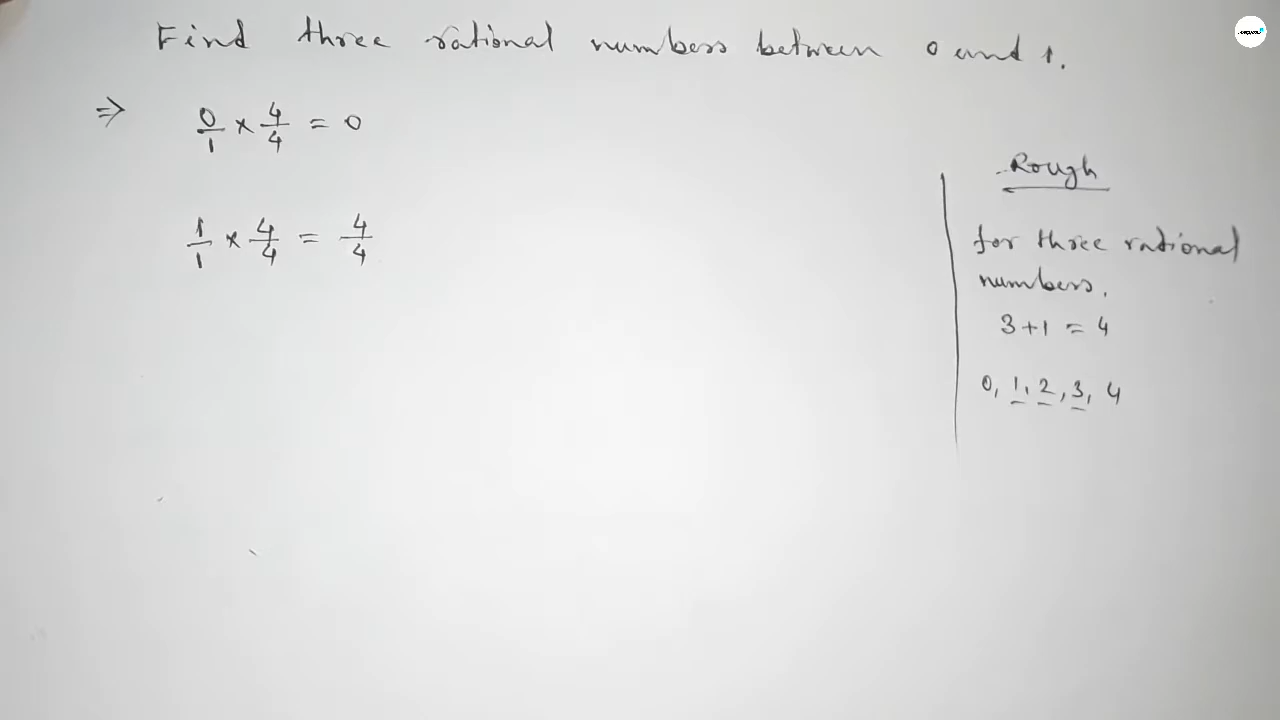 Find three rational numbers between 0 and 1.
⇒ 0/1 × 4/4 = 0
1/1 × 4/4 = 4/4
Rough
for three rational
numbers.
3+1 = 4
0, 1, 2, 3, 4